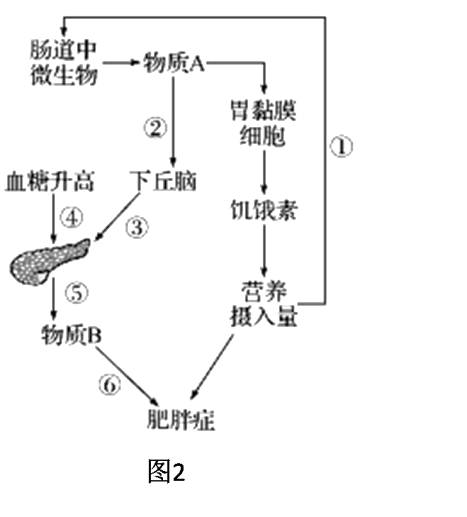 肠道中
微生物
物质A
胃黏膜
细胞
②
①
血糖升高
下丘脑
饥饿素
④
③
⑤
营养
摄入量
物质B
⑥
肥胖症
图2